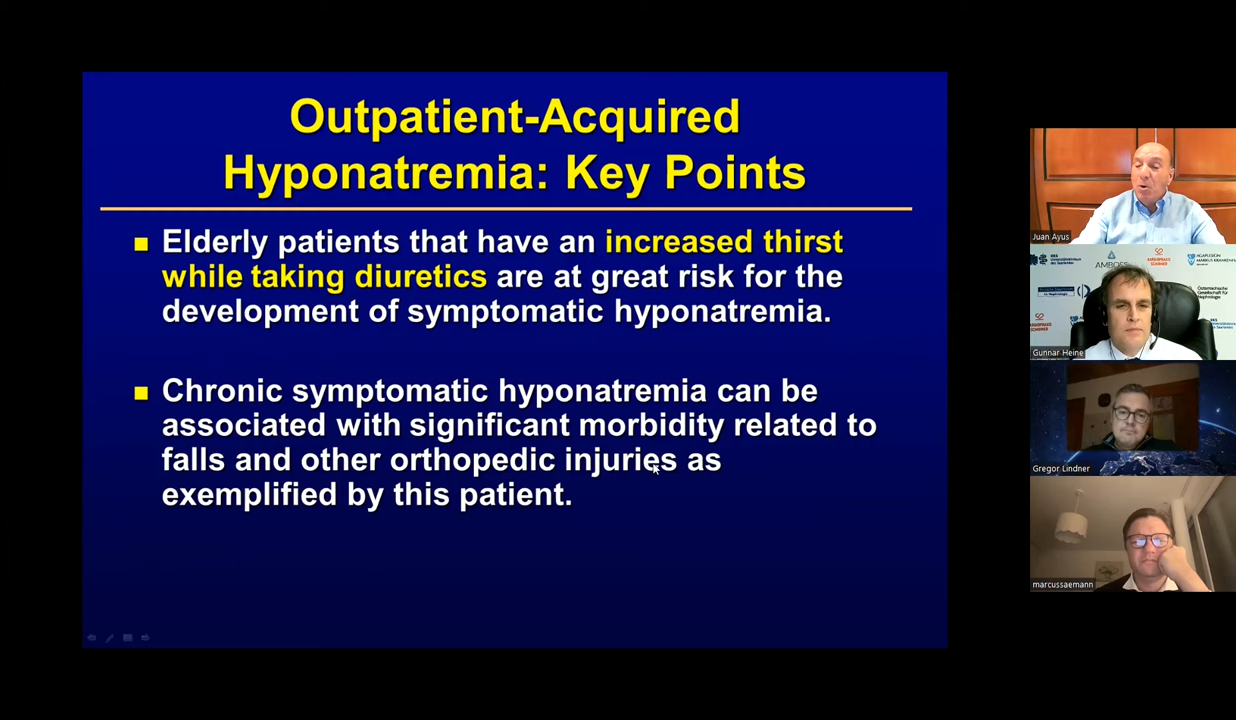 Outpatient-Acquired
Hyponatremia: Key Points
Elderly patients that have an increased thirst
while taking diuretics are at great risk for the
development of symptomatic hyponatremia.
Chronic symptomatic hyponatremia can be
associated with significant morbidity related to
falls and other orthopedic injuries as
exemplified by this patient.
Juan Ayus
AMBOSS
Gunnar Heine
Gregor Lindner
marcussaemann